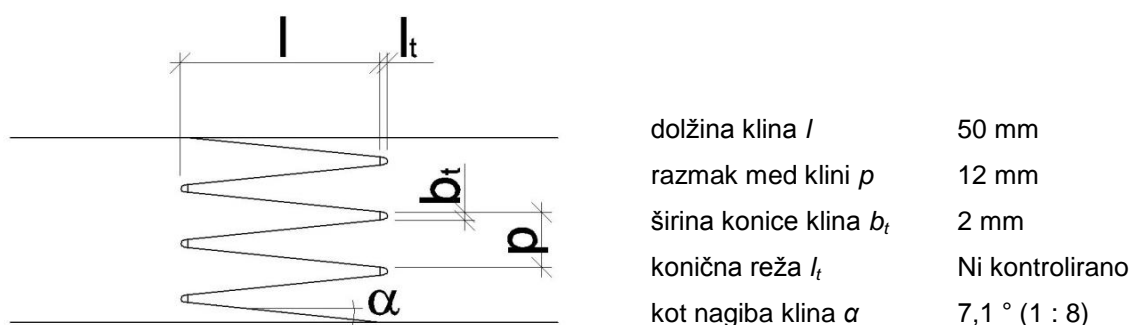 l lt
bt
p
α
dolžina klina l 50 mm
razmak med klini p 12 mm
širina konice klina bt 2 mm
konična reža lt Ni kontrolirano
kot nagiba klina α 7,1 ° (1 : 8)